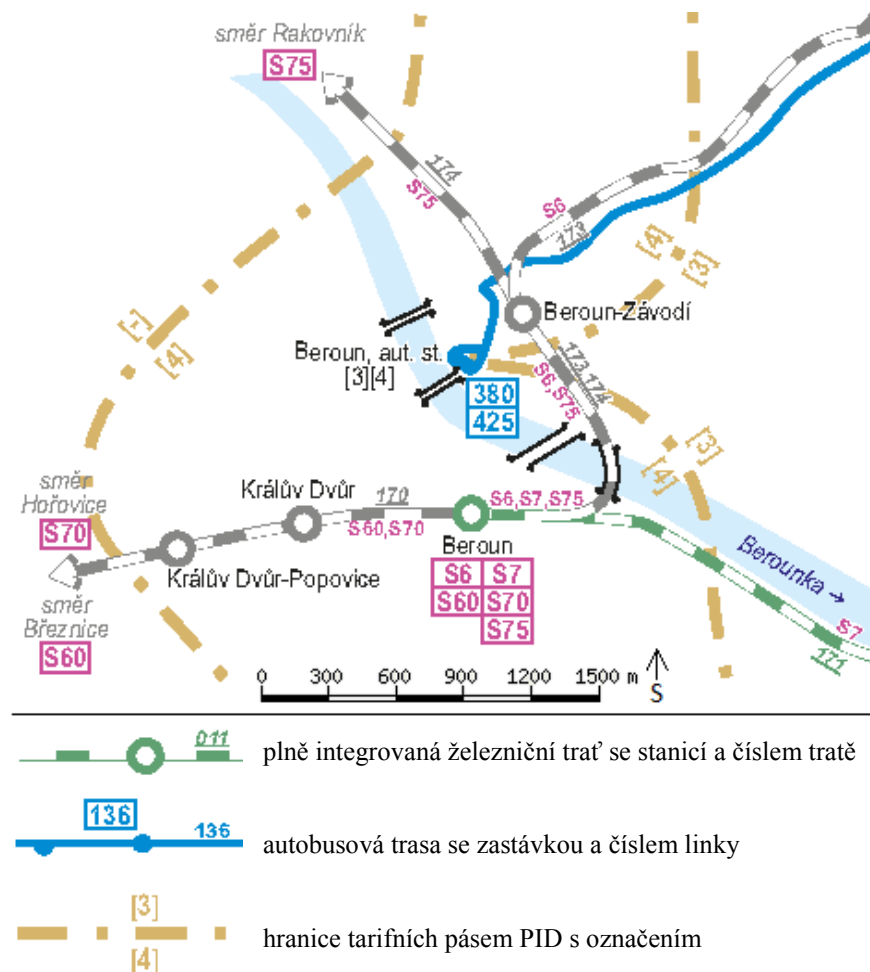 směr Rakovník
S75
174
S75
S6
173
[4]
[3]
[-]
[4]
Beroun-Závodí
Beroun, aut. st.
[3][4]
380
425
173,174
S6,S75
[3]
[4]
směr
Hořovice
S70
Králův Dvůr
170
S60,S70
S6,S7,S75
Beroun
S6 S7
S60 S70
S75
Králův Dvůr-Popovice
směr
Březnice
S60
Berounka →
S7
171
0 300 600 900 1200 1500 m
S
011
plně integrovaná železniční trať se stanicí a číslem tratě
136
136
autobusová trasa se zastávkou a číslem linky
[3]
[4]
hranice tarifních pásem PID s označením